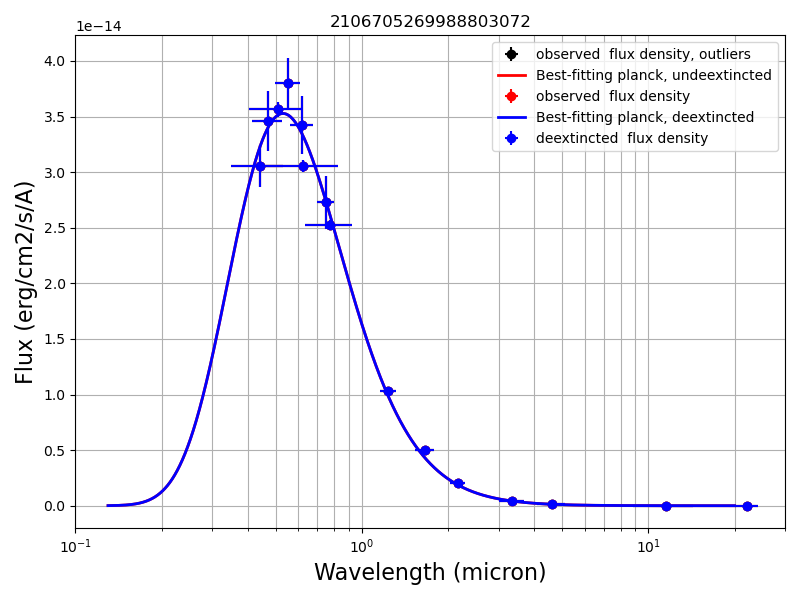 2106705269988803072
1e−14
observed  flux density, outliers
Best-fitting planck, undeextincted
observed  flux density
Best-fitting planck, deextincted
deextincted  flux density
4.0
3.5
3.0
2.5
2.0
1.5
1.0
0.5
0.0
Flux (erg/cm2/s/A)
10⁻¹ 10⁰ 10¹
Wavelength (micron)